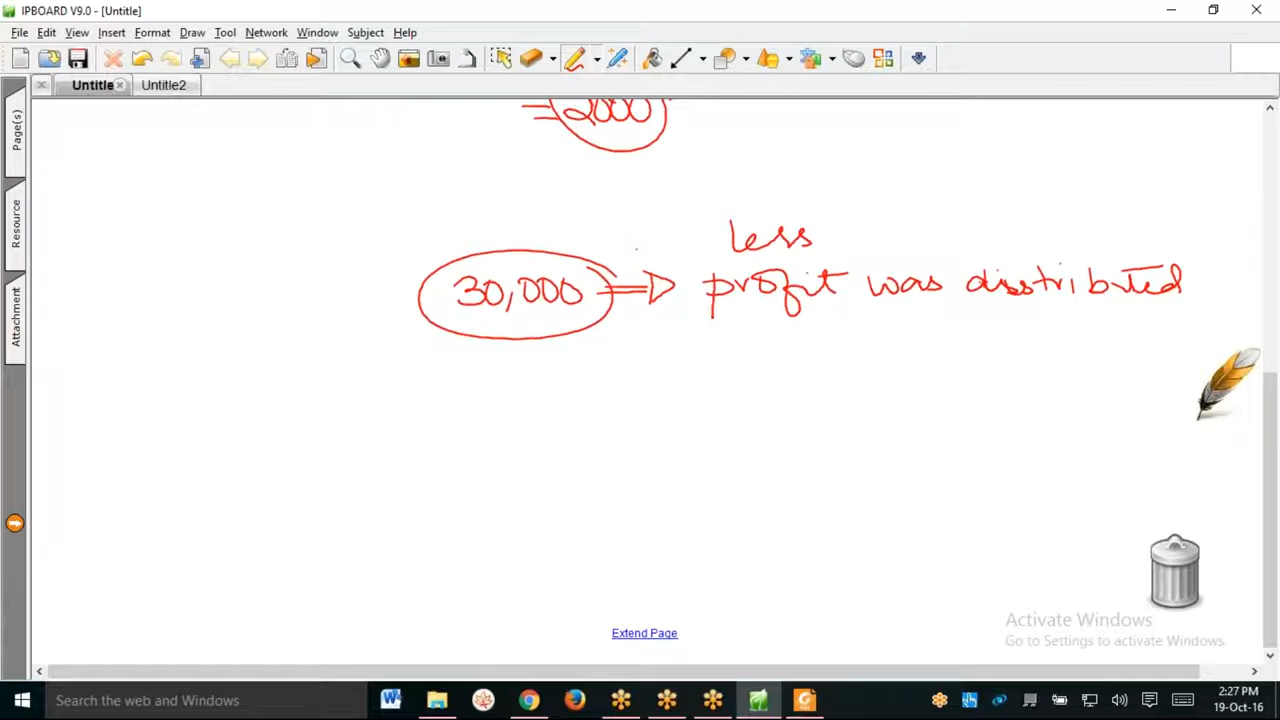 IPBOARD V9.0 - [Untitle]
File Edit View Insert Format Draw Tool Network Window Subject Help
Untitle Untitle2
Page(s)
Resource
Attachment
=2000
less
30,000 ⇒ profit was distributed
Extend Page
Activate Windows
Go to Settings to activate Windows.
Search the web and Windows
2:27 PM
19-Oct-16